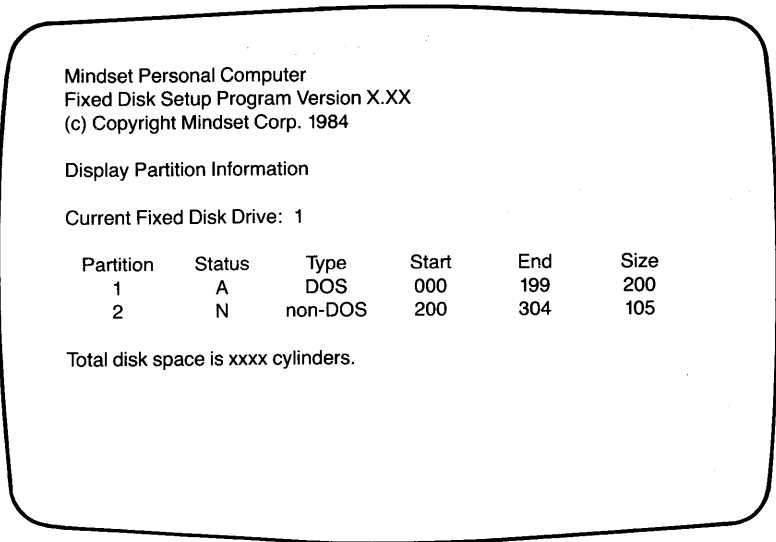 Mindset Personal Computer
Fixed Disk Setup Program Version X.XX
(c) Copyright Mindset Corp. 1984
Display Partition Information
Current Fixed Disk Drive: 1
Partition Status Type Start End Size
1 A DOS 000 199 200
2 N non-DOS 200 304 105
Total disk space is xxxx cylinders.